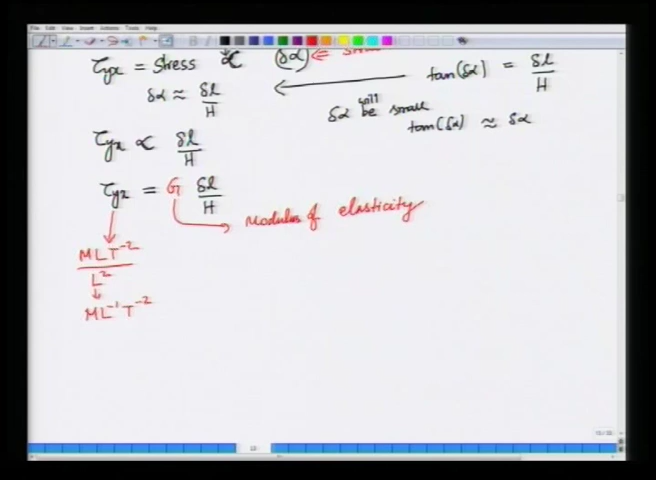 τyx = stress ∝ (δα) ⇐
tan(δα) = δl/H
δα ≈ δl/H
δα will be small
tan(δα) ≈ δα
τyx ∝ δl/H
τyx = G δl/H
Modulus of elasticity
MLT⁻²
L²
ML⁻¹T⁻²